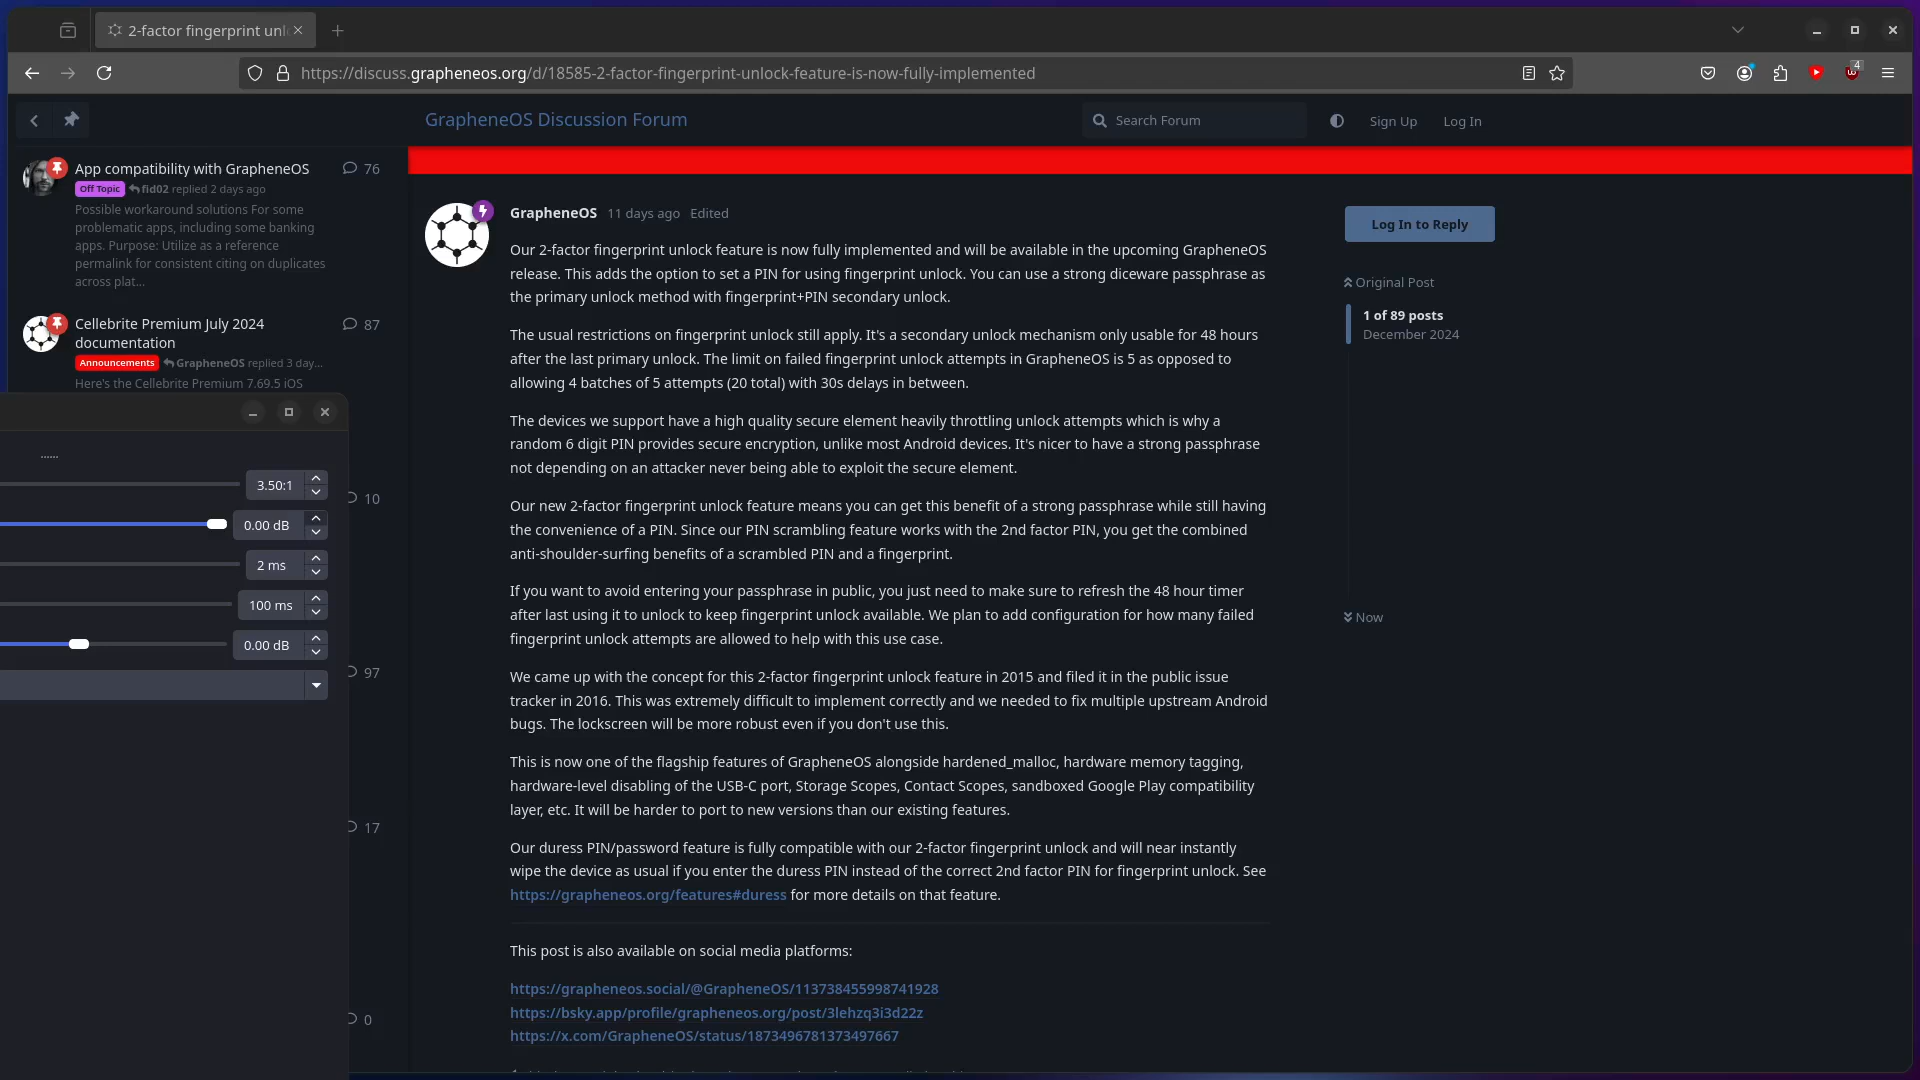 2-factor fingerprint unl
https://discuss.grapheneos.org/d/18585-2-factor-fingerprint-unlock-feature-is-now-fully-implemented
4
GrapheneOS Discussion Forum
Search Forum
Sign Up
Log In
App compatibility with GrapheneOS
76
Off Topic fid02 replied 2 days ago
Possible workaround solutions For some
problematic apps, including some banking
apps. Purpose: Utilize as a reference
permalink for consistent citing on duplicates
across plat...
Cellebrite Premium July 2024
documentation
87
Announcements GrapheneOS replied 3 day...
Here's the Cellebrite Premium 7.69.5 iOS
......
3.50:1
0.00 dB
2 ms
100 ms
0.00 dB
10
97
17
0
GrapheneOS 11 days ago Edited
Our 2-factor fingerprint unlock feature is now fully implemented and will be available in the upcoming GrapheneOS
release. This adds the option to set a PIN for using fingerprint unlock. You can use a strong diceware passphrase as
the primary unlock method with fingerprint+PIN secondary unlock.
The usual restrictions on fingerprint unlock still apply. It's a secondary unlock mechanism only usable for 48 hours
after the last primary unlock. The limit on failed fingerprint unlock attempts in GrapheneOS is 5 as opposed to
allowing 4 batches of 5 attempts (20 total) with 30s delays in between.
The devices we support have a high quality secure element heavily throttling unlock attempts which is why a
random 6 digit PIN provides secure encryption, unlike most Android devices. It's nicer to have a strong passphrase
not depending on an attacker never being able to exploit the secure element.
Our new 2-factor fingerprint unlock feature means you can get this benefit of a strong passphrase while still having
the convenience of a PIN. Since our PIN scrambling feature works with the 2nd factor PIN, you get the combined
anti-shoulder-surfing benefits of a scrambled PIN and a fingerprint.
If you want to avoid entering your passphrase in public, you just need to make sure to refresh the 48 hour timer
after last using it to unlock to keep fingerprint unlock available. We plan to add configuration for how many failed
fingerprint unlock attempts are allowed to help with this use case.
We came up with the concept for this 2-factor fingerprint unlock feature in 2015 and filed it in the public issue
tracker in 2016. This was extremely difficult to implement correctly and we needed to fix multiple upstream Android
bugs. The lockscreen will be more robust even if you don't use this.
This is now one of the flagship features of GrapheneOS alongside hardened_malloc, hardware memory tagging,
hardware-level disabling of the USB-C port, Storage Scopes, Contact Scopes, sandboxed Google Play compatibility
layer, etc. It will be harder to port to new versions than our existing features.
Our duress PIN/password feature is fully compatible with our 2-factor fingerprint unlock and will near instantly
wipe the device as usual if you enter the duress PIN instead of the correct 2nd factor PIN for fingerprint unlock. See
https://grapheneos.org/features#duress for more details on that feature.
This post is also available on social media platforms:
https://grapheneos.social/@GrapheneOS/113738455998741928
https://bsky.app/profile/grapheneos.org/post/3lehzq3i3d22z
https://x.com/GrapheneOS/status/1873496781373497667
Log In to Reply
Original Post
1 of 89 posts
December 2024
Now